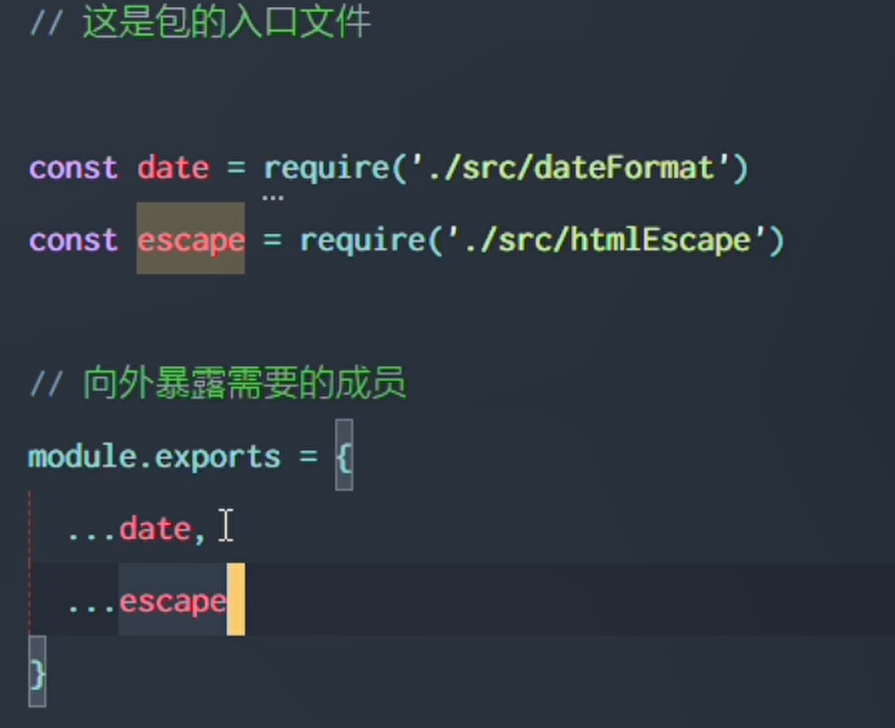 // 这是包的入口文件
const date = require('./src/dateFormat')
const escape = require('./src/htmlEscape')
// 向外暴露需要的成员
module.exports = {
...date,
...escape
}